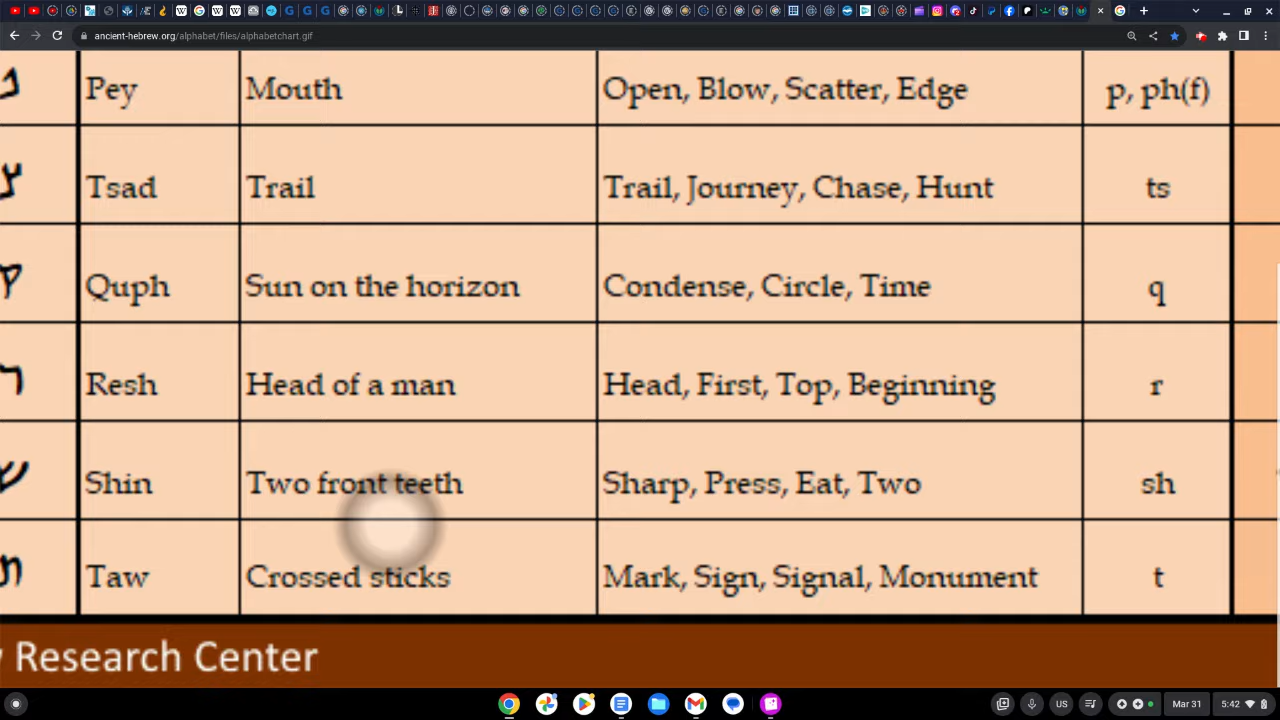 ancient-hebrew.org/alphabet/files/alphabetchart.gif
Pey Mouth Open, Blow, Scatter, Edge p, ph(f)
צ Tsad Trail Trail, Journey, Chase, Hunt ts
Quph Sun on the horizon Condense, Circle, Time q
ר Resh Head of a man Head, First, Top, Beginning r
ש Shin Two front teeth Sharp, Press, Eat, Two sh
ת Taw Crossed sticks Mark, Sign, Signal, Monument t
Research Center
US Mar 31 5:42